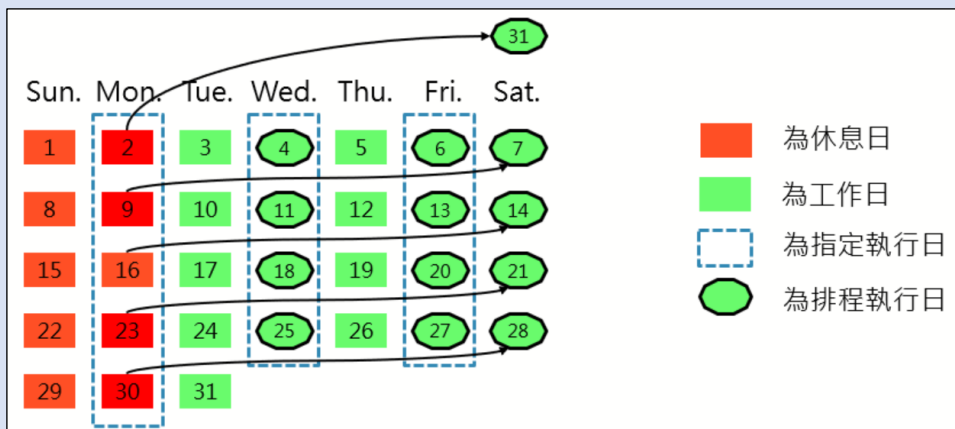 31
Sun. Mon. Tue. Wed. Thu. Fri. Sat.
1 2 3 4 5 6 7
8 9 10 11 12 13 14
15 16 17 18 19 20 21
22 23 24 25 26 27 28
29 30 31
為休息日
為工作日
為指定執行日
為排程執行日